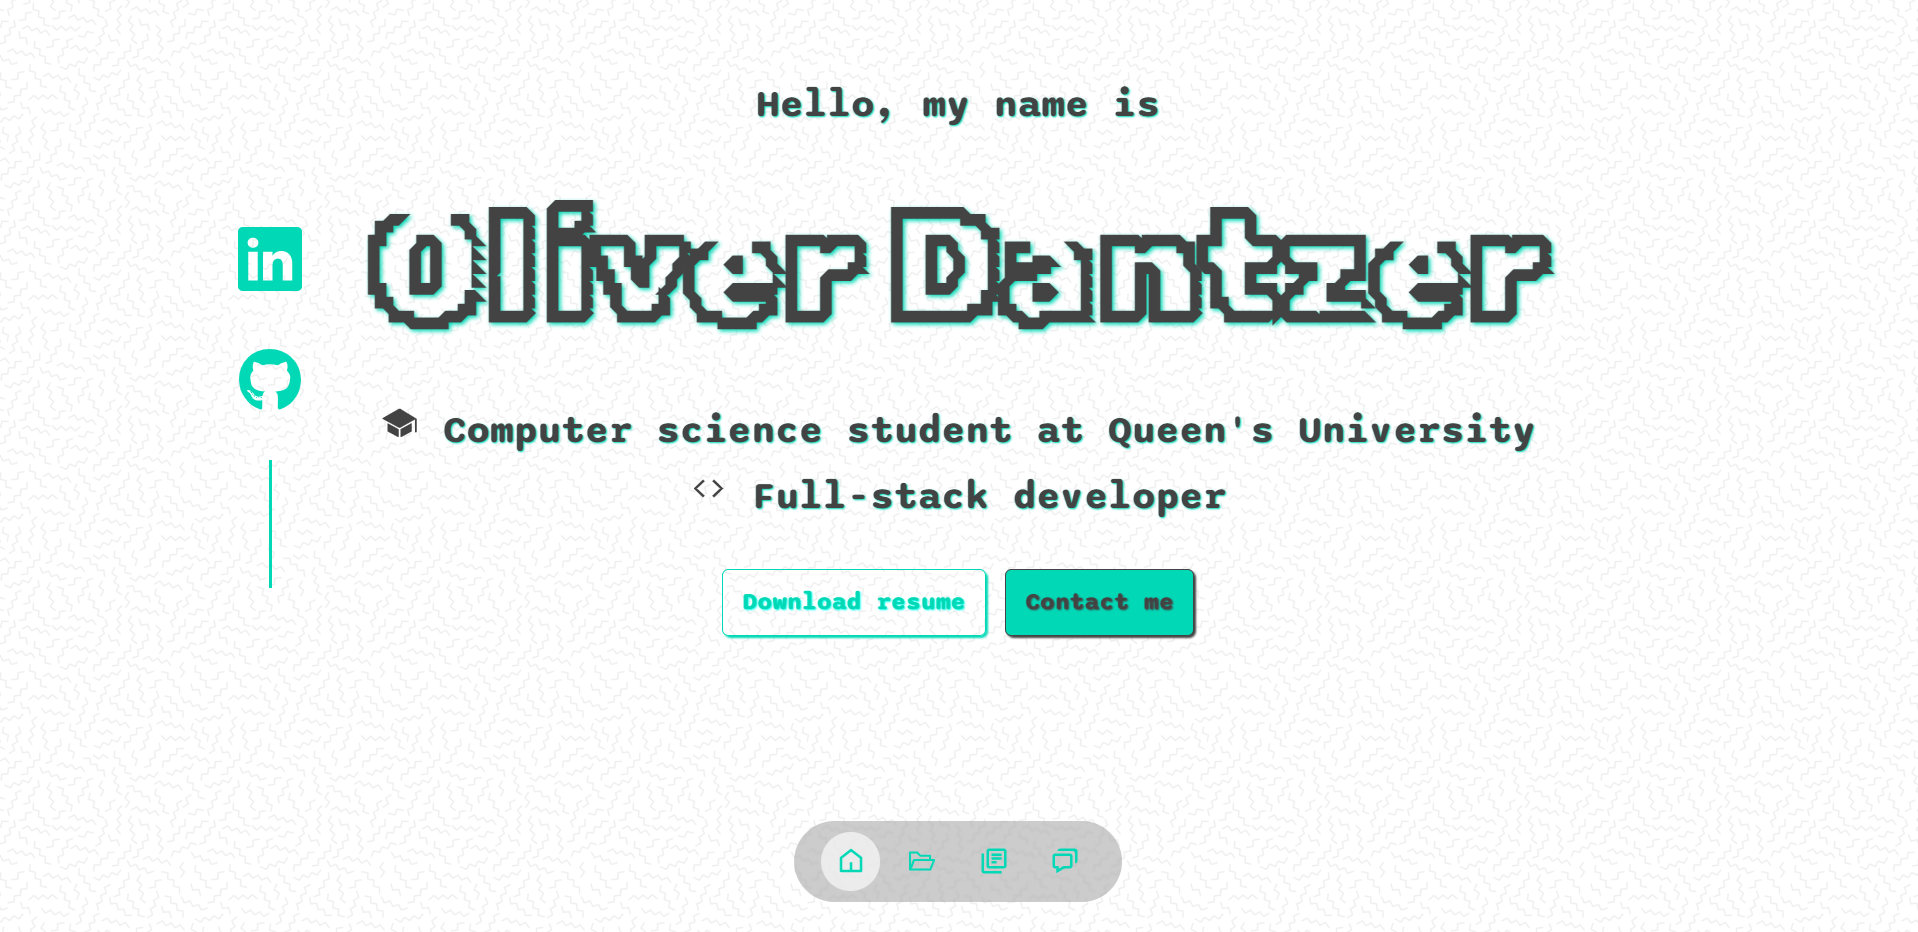 Hello, my name is
Oliver Dantzer
in
Computer science student at Queen's University
Full-stack developer
Download resume
Contact me